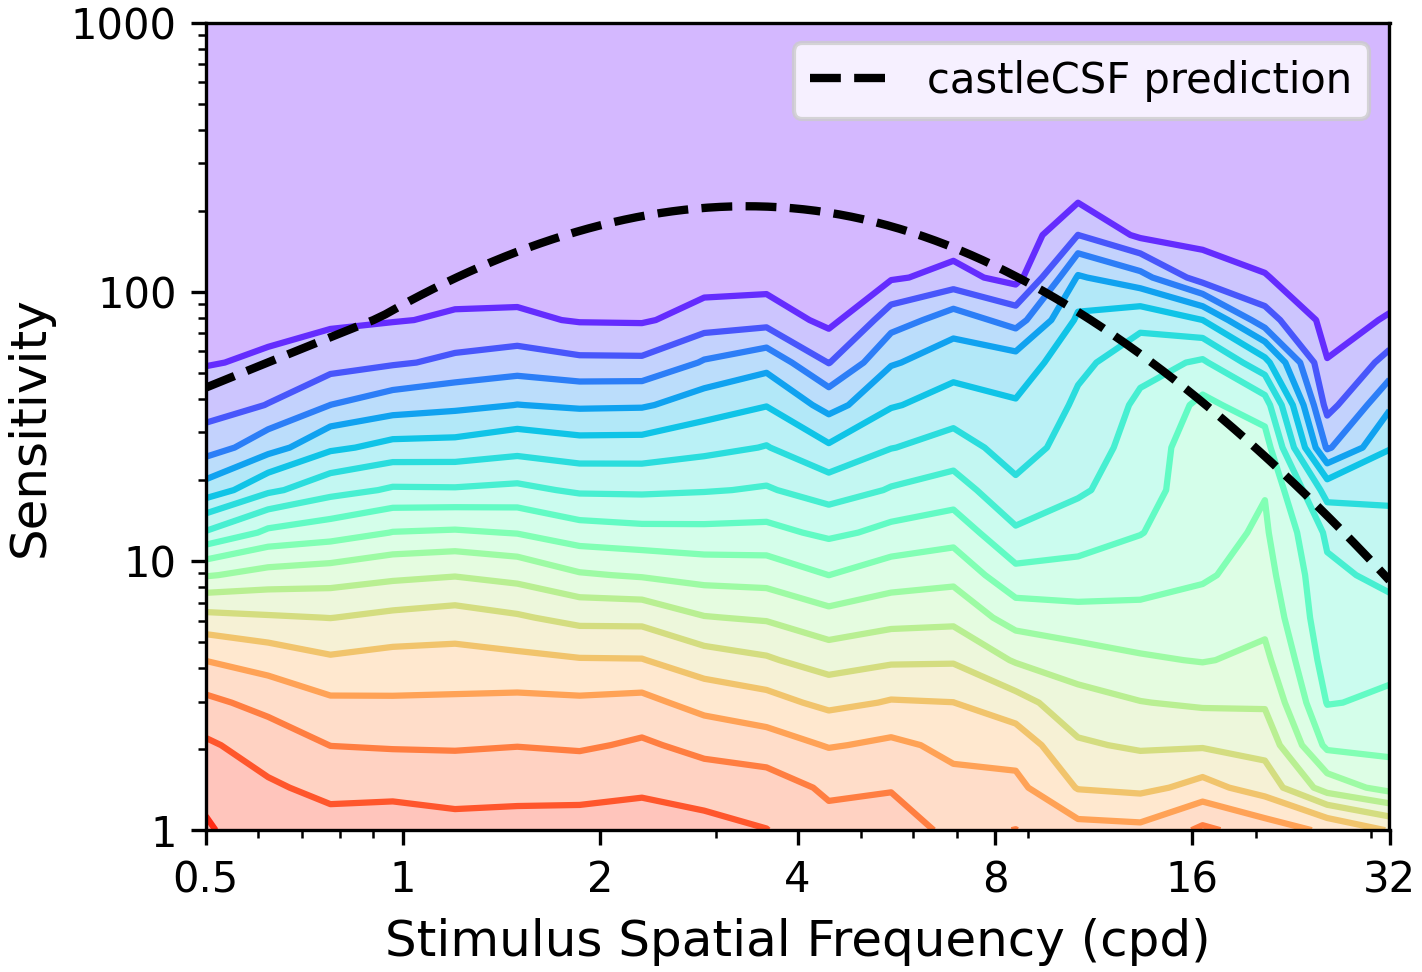 1000
100
10
1
Sensitivity
castleCSF prediction
0.5 1 2 4 8 16 32
Stimulus Spatial Frequency (cpd)